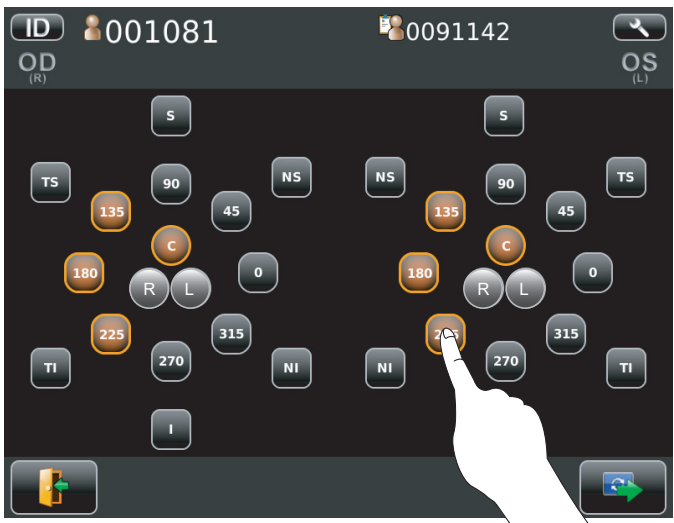 ID 001081 0091142
OD OS
(R) (L)
S S
TS NS NS TS
90 90
135 45 135 45
C C
180 0 180 0
R L R L
225 315 315
270 270
TI NI NI TI
I